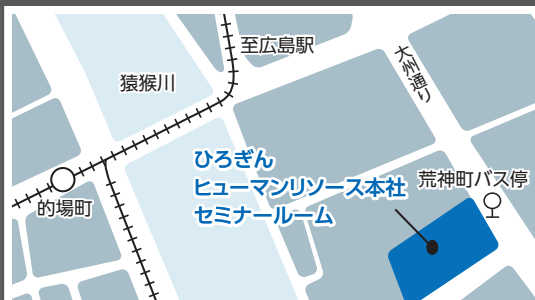 至広島駅
大州通り
猿猴川
ひろぎん
ヒューマンリソース本社
セミナールーム
荒神町バス停
的場町